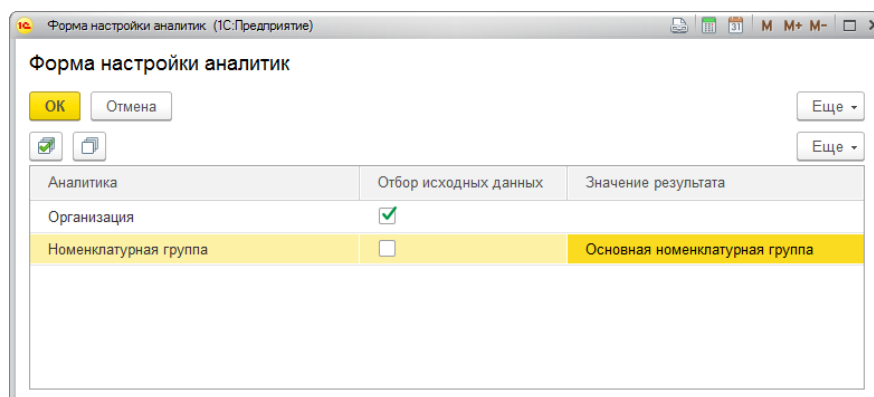 1С Форма настройки аналитик (1С:Предприятие) 31 M M+ M-
Форма настройки аналитик
ОК Отмена Еще
Еще
Аналитика Отбор исходных данных Значение результата
Организация
Номенклатурная группа Основная номенклатурная группа